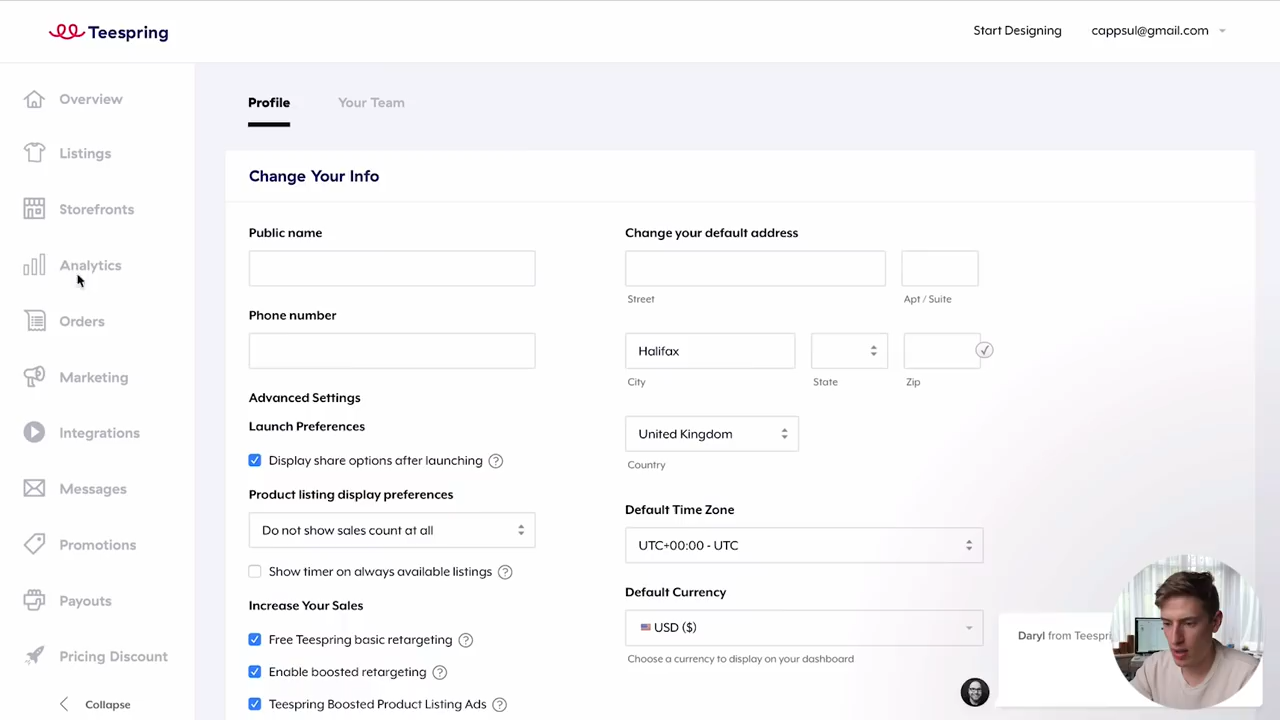 Teespring
Start Designing
cappsul@gmail.com
Overview
Listings
Storefronts
Analytics
Orders
Marketing
Integrations
Messages
Promotions
Payouts
Pricing Discount
Collapse
Profile
Your Team
Change Your Info
Public name
Phone number
Advanced Settings
Launch Preferences
Display share options after launching
Product listing display preferences
Do not show sales count at all
Show timer on always available listings
Increase Your Sales
Free Teespring basic retargeting
Enable boosted retargeting
Teespring Boosted Product Listing Ads
Change your default address
Street
Apt / Suite
Halifax
City
State
Zip
United Kingdom
Country
Default Time Zone
UTC+00:00 - UTC
Default Currency
USD ($)
Choose a currency to display on your dashboard
Daryl from